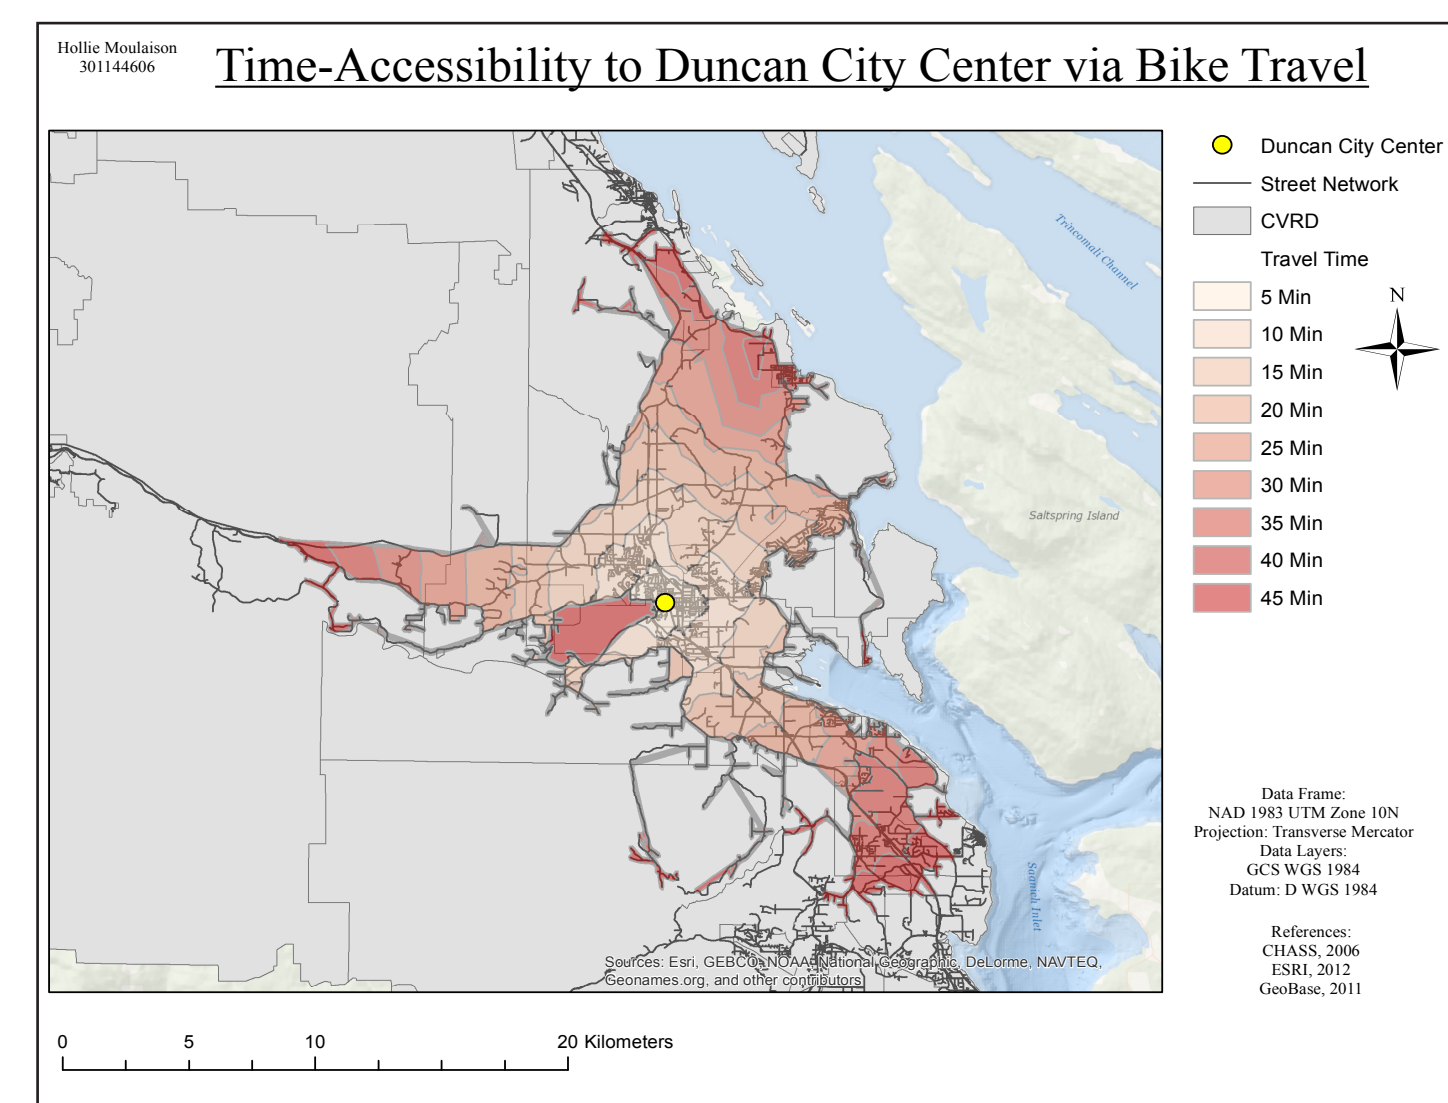 Hollie Moulaison
301144606
Time-Accessibility to Duncan City Center via Bike Travel
Duncan City Center
Street Network
CVRD
Travel Time
5 Min
10 Min
15 Min
20 Min
25 Min
30 Min
35 Min
40 Min
45 Min
N
Trincomali Channel
Saltspring Island
Saanich Inlet
Sources: Esri, GEBCO, NOAA, National Geographic, DeLorme, NAVTEQ,
Geonames.org, and other contributors
Data Frame:
NAD 1983 UTM Zone 10N
Projection: Transverse Mercator
Data Layers:
GCS WGS 1984
Datum: D WGS 1984
References:
CHASS, 2006
ESRI, 2012
GeoBase, 2011
0 5 10 20 Kilometers